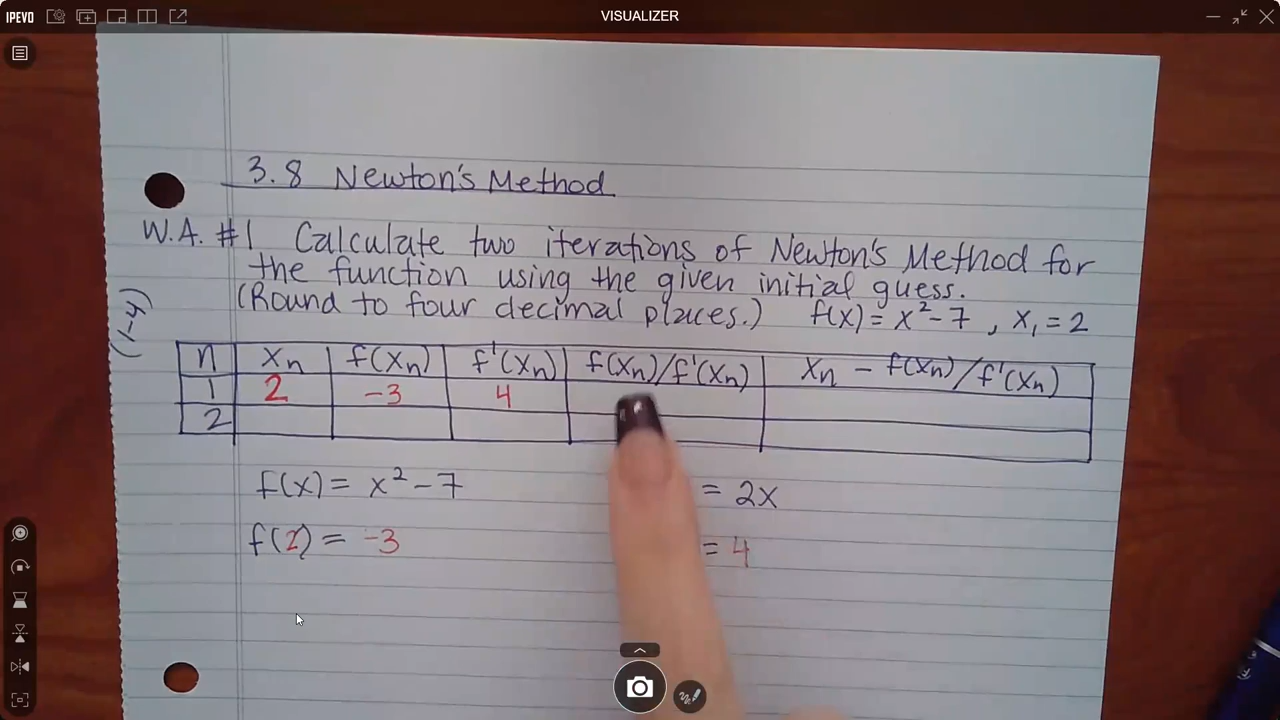 IPEVO VISUALIZER
3.8 Newton's Method
W.A. #1 Calculate two iterations of Newton's Method for
the function using the given initial guess.
(Round to four decimal places.) f(x) = x² - 7 , x₁ = 2
(1-4)
n xₙ f(xₙ) f'(xₙ) f(xₙ)/f'(xₙ) xₙ - f(xₙ)/f'(xₙ)
1 2 -3 4
2
f(x) = x² - 7 = 2x
f(2) = -3 = 4